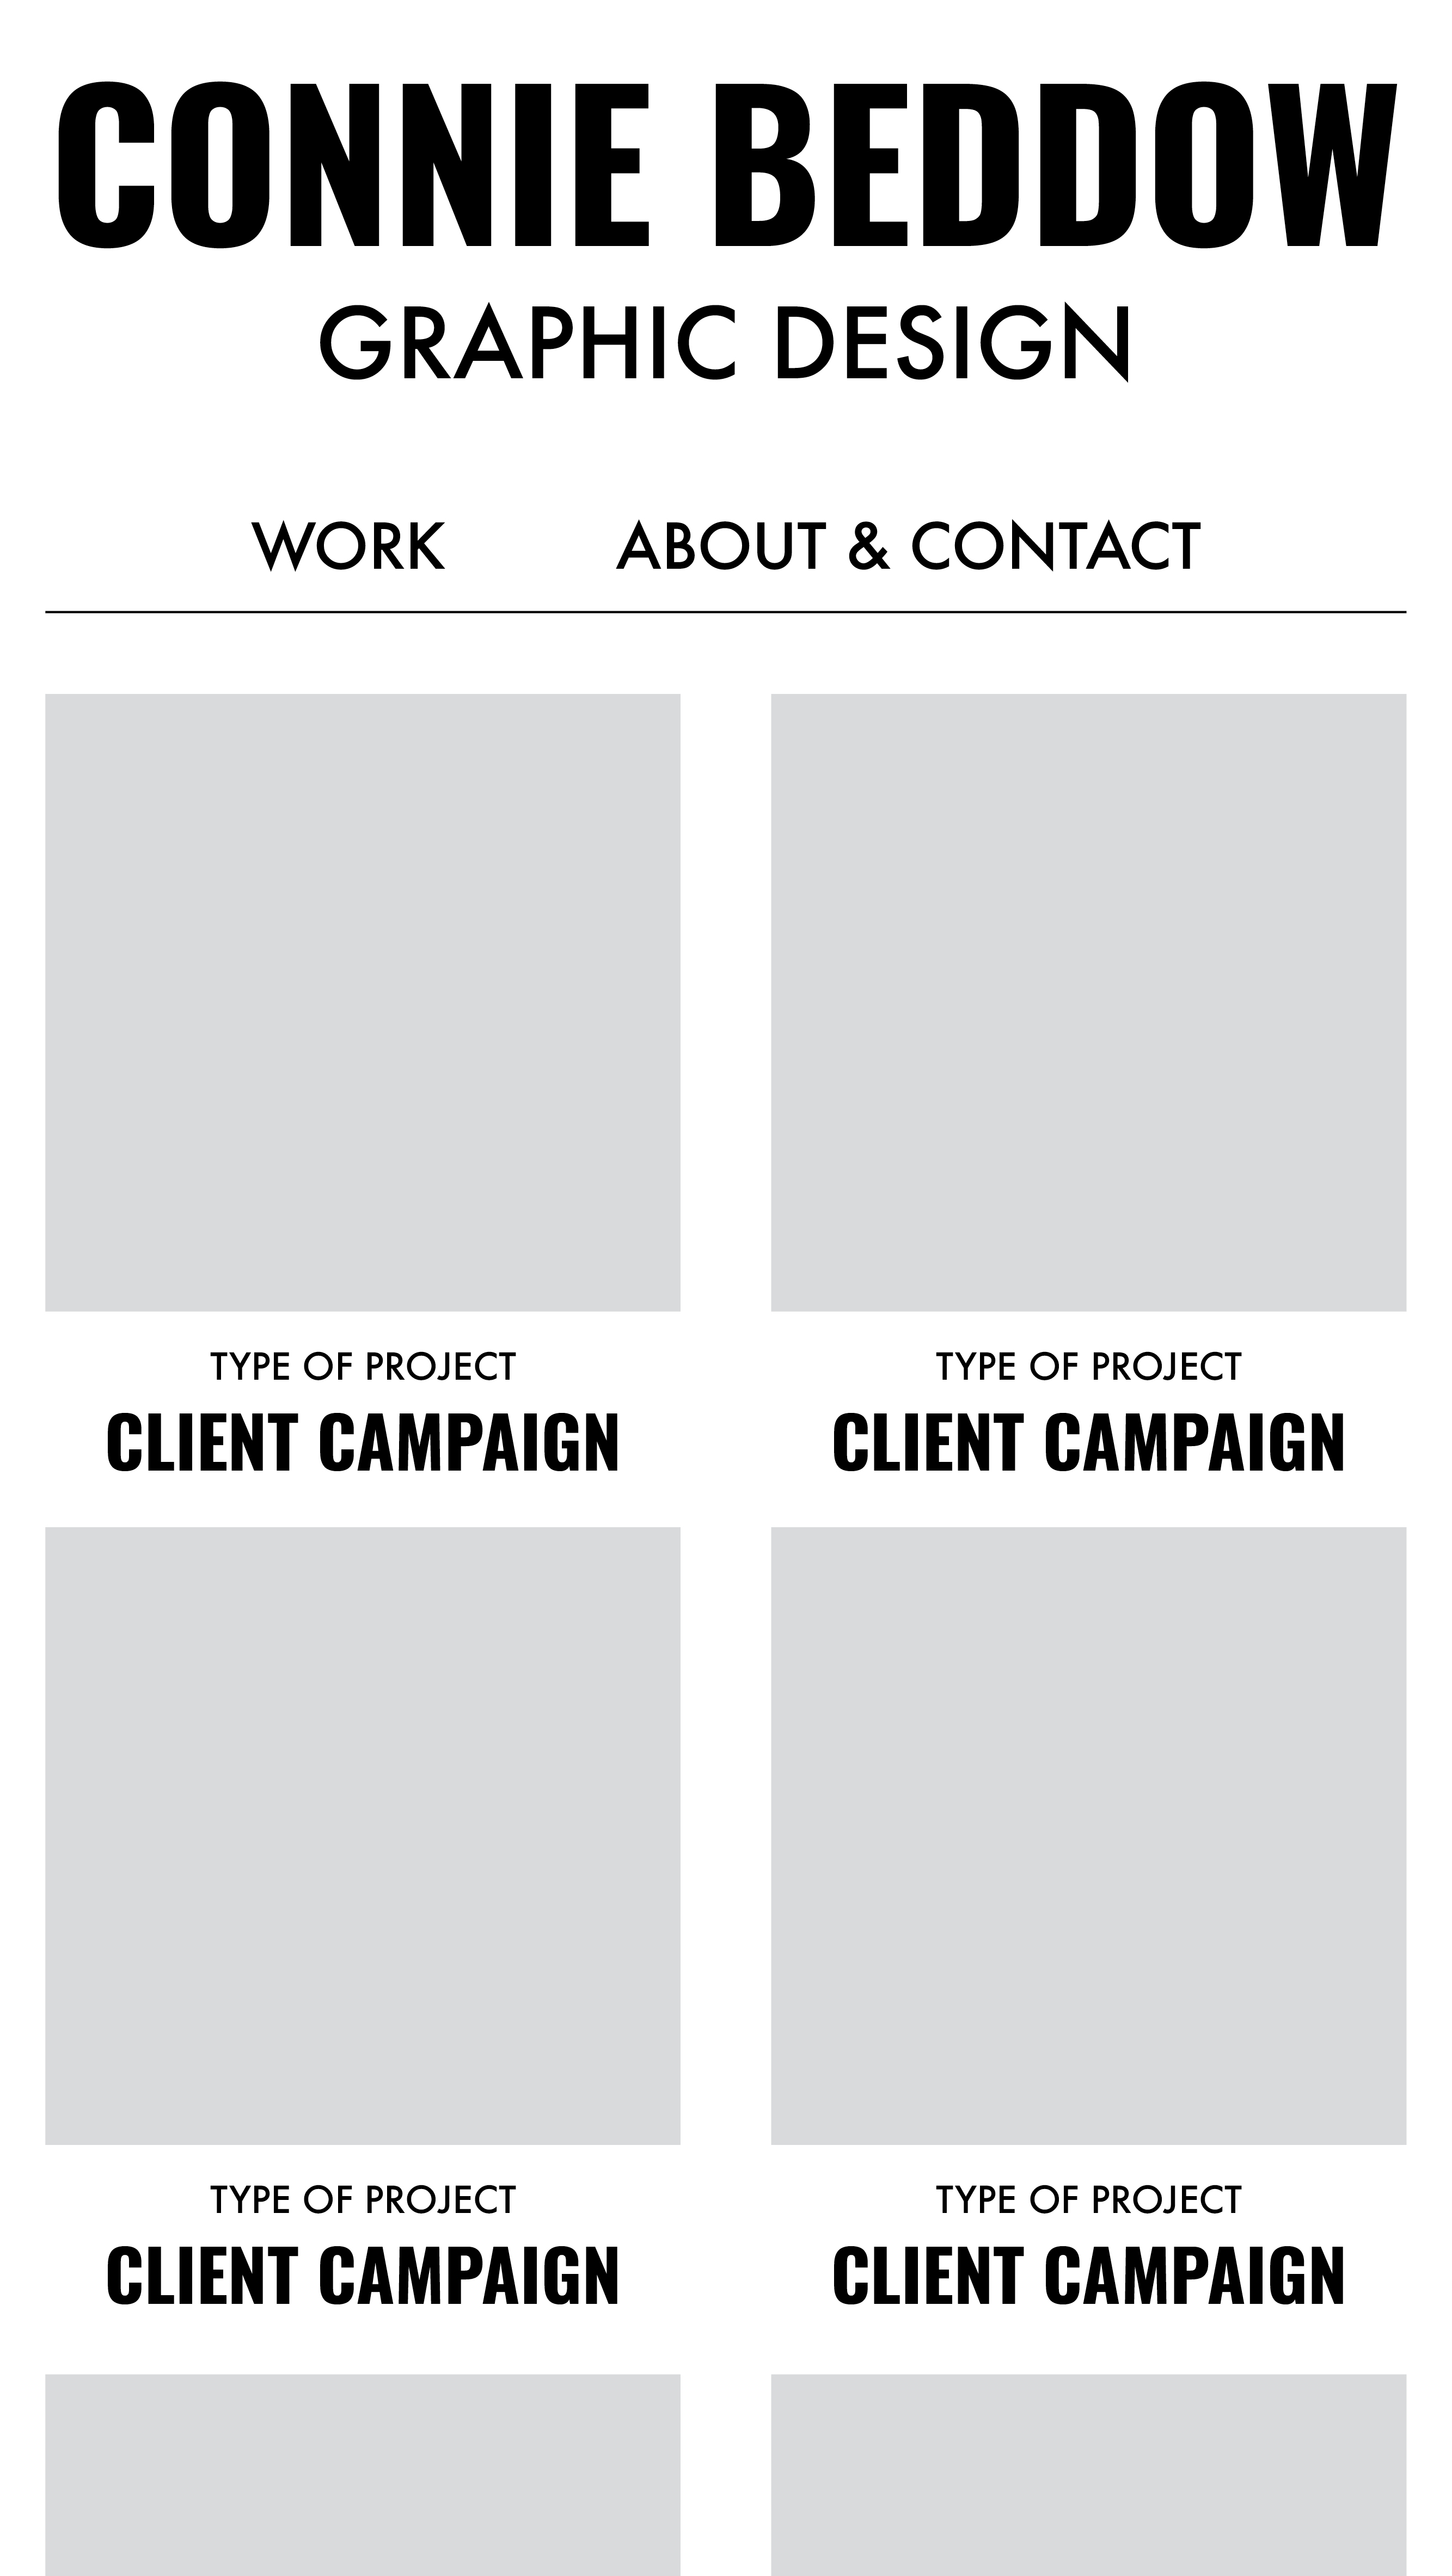 CONNIE BEDDOW
GRAPHIC DESIGN
WORK ABOUT & CONTACT
TYPE OF PROJECT
CLIENT CAMPAIGN
TYPE OF PROJECT
CLIENT CAMPAIGN
TYPE OF PROJECT
CLIENT CAMPAIGN
TYPE OF PROJECT
CLIENT CAMPAIGN